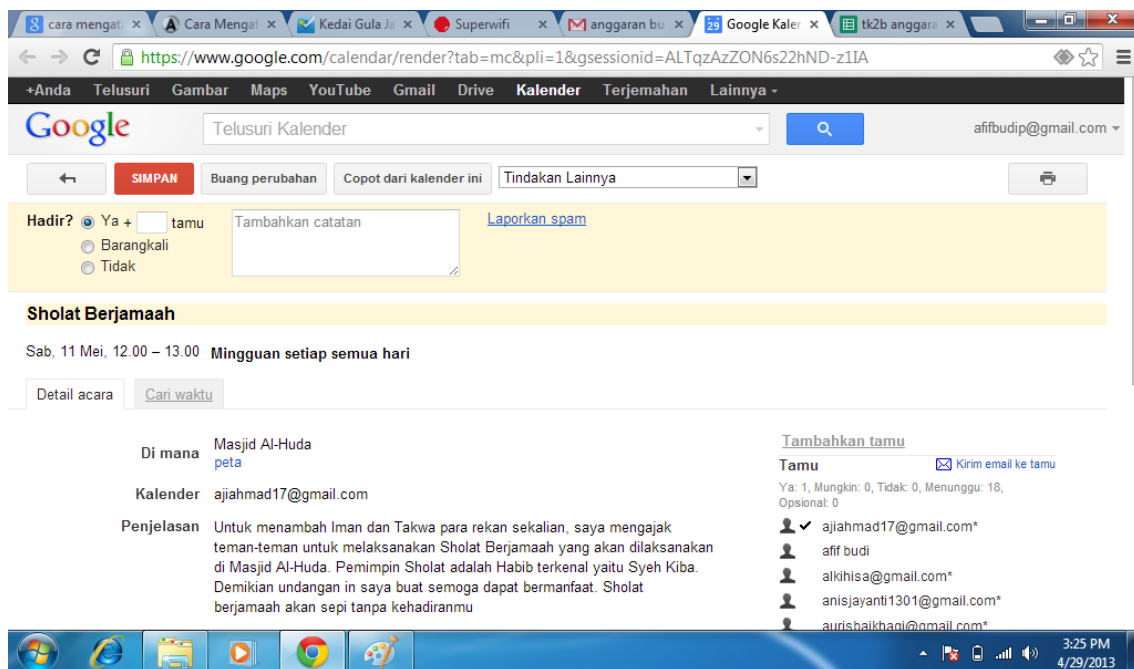 cara mengat
Cara Mengat
Kedai Gula Ja
Superwifi
anggaran bu
29 Google Kaler
tk2b anggara
https://www.google.com/calendar/render?tab=mc&pli=1&gsessionid=ALTqzAzZON6s22hND-z1IA
+Anda Telusuri Gambar Maps YouTube Gmail Drive Kalender Terjemahan Lainnya
Google
Telusuri Kalender
afifbudip@gmail.com
SIMPAN
Buang perubahan
Copot dari kalender ini
Tindakan Lainnya
Hadir? Ya + tamu
Barangkali
Tidak
Tambahkan catatan
Laporkan spam
Sholat Berjamaah
Sab, 11 Mei, 12.00 – 13.00 Mingguan setiap semua hari
Detail acara
Cari waktu
Di mana Masjid Al-Huda
peta
Kalender ajiahmad17@gmail.com
Penjelasan Untuk menambah Iman dan Takwa para rekan sekalian, saya mengajak
teman-teman untuk melaksanakan Sholat Berjamaah yang akan dilaksanakan
di Masjid Al-Huda. Pemimpin Sholat adalah Habib terkenal yaitu Syeh Kiba.
Demikian undangan in saya buat semoga dapat bermanfaat. Sholat
berjamaah akan sepi tanpa kehadiranmu
Tambahkan tamu
Tamu
Kirim email ke tamu
Ya: 1, Mungkin: 0, Tidak: 0, Menunggu: 18,
Opsional: 0
ajiahmad17@gmail.com*
afif budi
alkihisa@gmail.com*
anisjayanti1301@gmail.com*
aurisbaikhaqi@gmail.com*
3:25 PM
4/29/2013